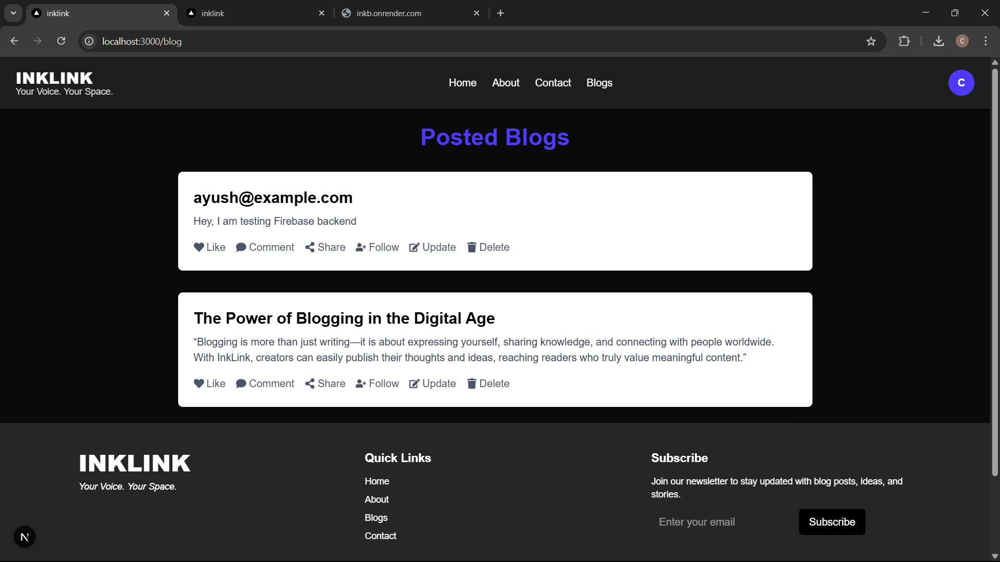 inklink
inklink
inkb.onrender.com
localhost:3000/blog
C
INKLINK
Your Voice. Your Space.
Home
About
Contact
Blogs
C
Posted Blogs
ayush@example.com
Hey, I am testing Firebase backend
Like
Comment
Share
Follow
Update
Delete
The Power of Blogging in the Digital Age
“Blogging is more than just writing—it is about expressing yourself, sharing knowledge, and connecting with people worldwide.
With InkLink, creators can easily publish their thoughts and ideas, reaching readers who truly value meaningful content.”
Like
Comment
Share
Follow
Update
Delete
INKLINK
Your Voice. Your Space.
Quick Links
Home
About
Blogs
Contact
Subscribe
Join our newsletter to stay updated with blog posts, ideas, and
stories.
Enter your email
Subscribe
N